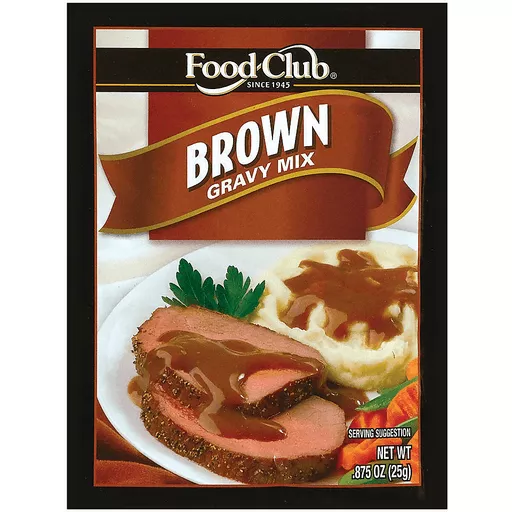 Food Club®
SINCE 1945
BROWN
GRAVY MIX
SERVING SUGGESTION
NET WT
.875 OZ (25g)